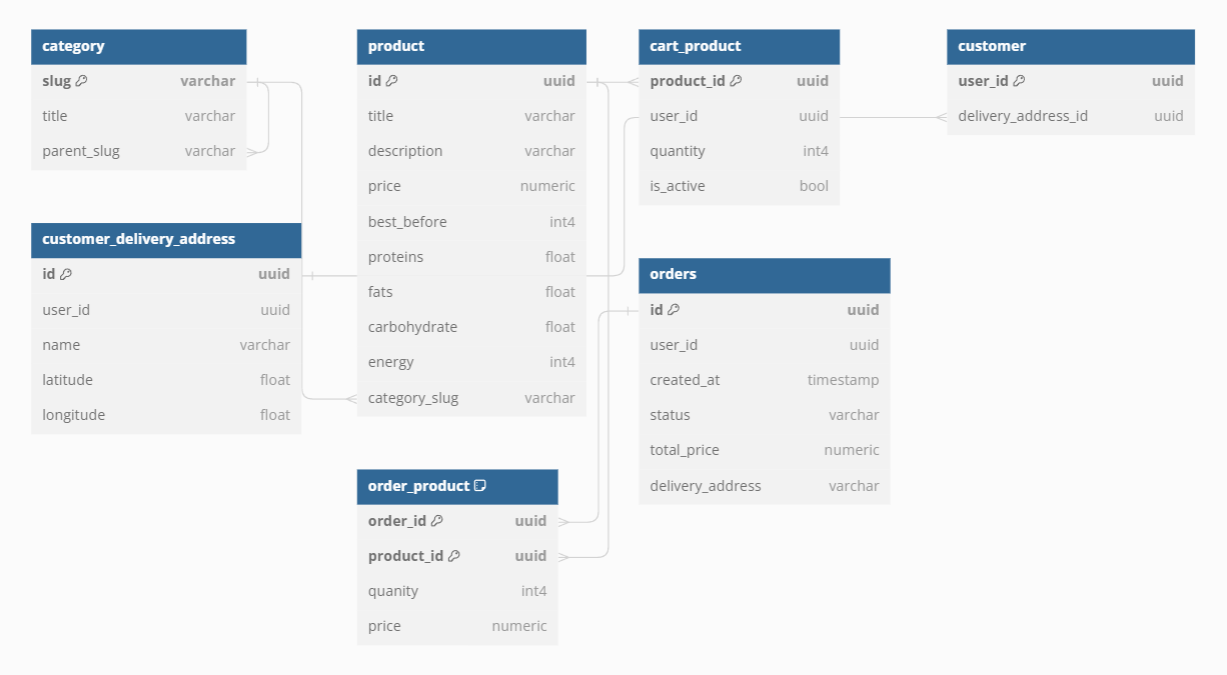 category
slug varchar
title varchar
parent_slug varchar
product
id uuid
title varchar
description varchar
price numeric
best_before int4
proteins float
fats float
carbohydrate float
energy int4
category_slug varchar
cart_product
product_id uuid
user_id uuid
quantity int4
is_active bool
customer
user_id uuid
delivery_address_id uuid
customer_delivery_address
id uuid
user_id uuid
name varchar
latitude float
longitude float
orders
id uuid
user_id uuid
created_at timestamp
status varchar
total_price numeric
delivery_address varchar
order_product
order_id uuid
product_id uuid
quanity int4
price numeric